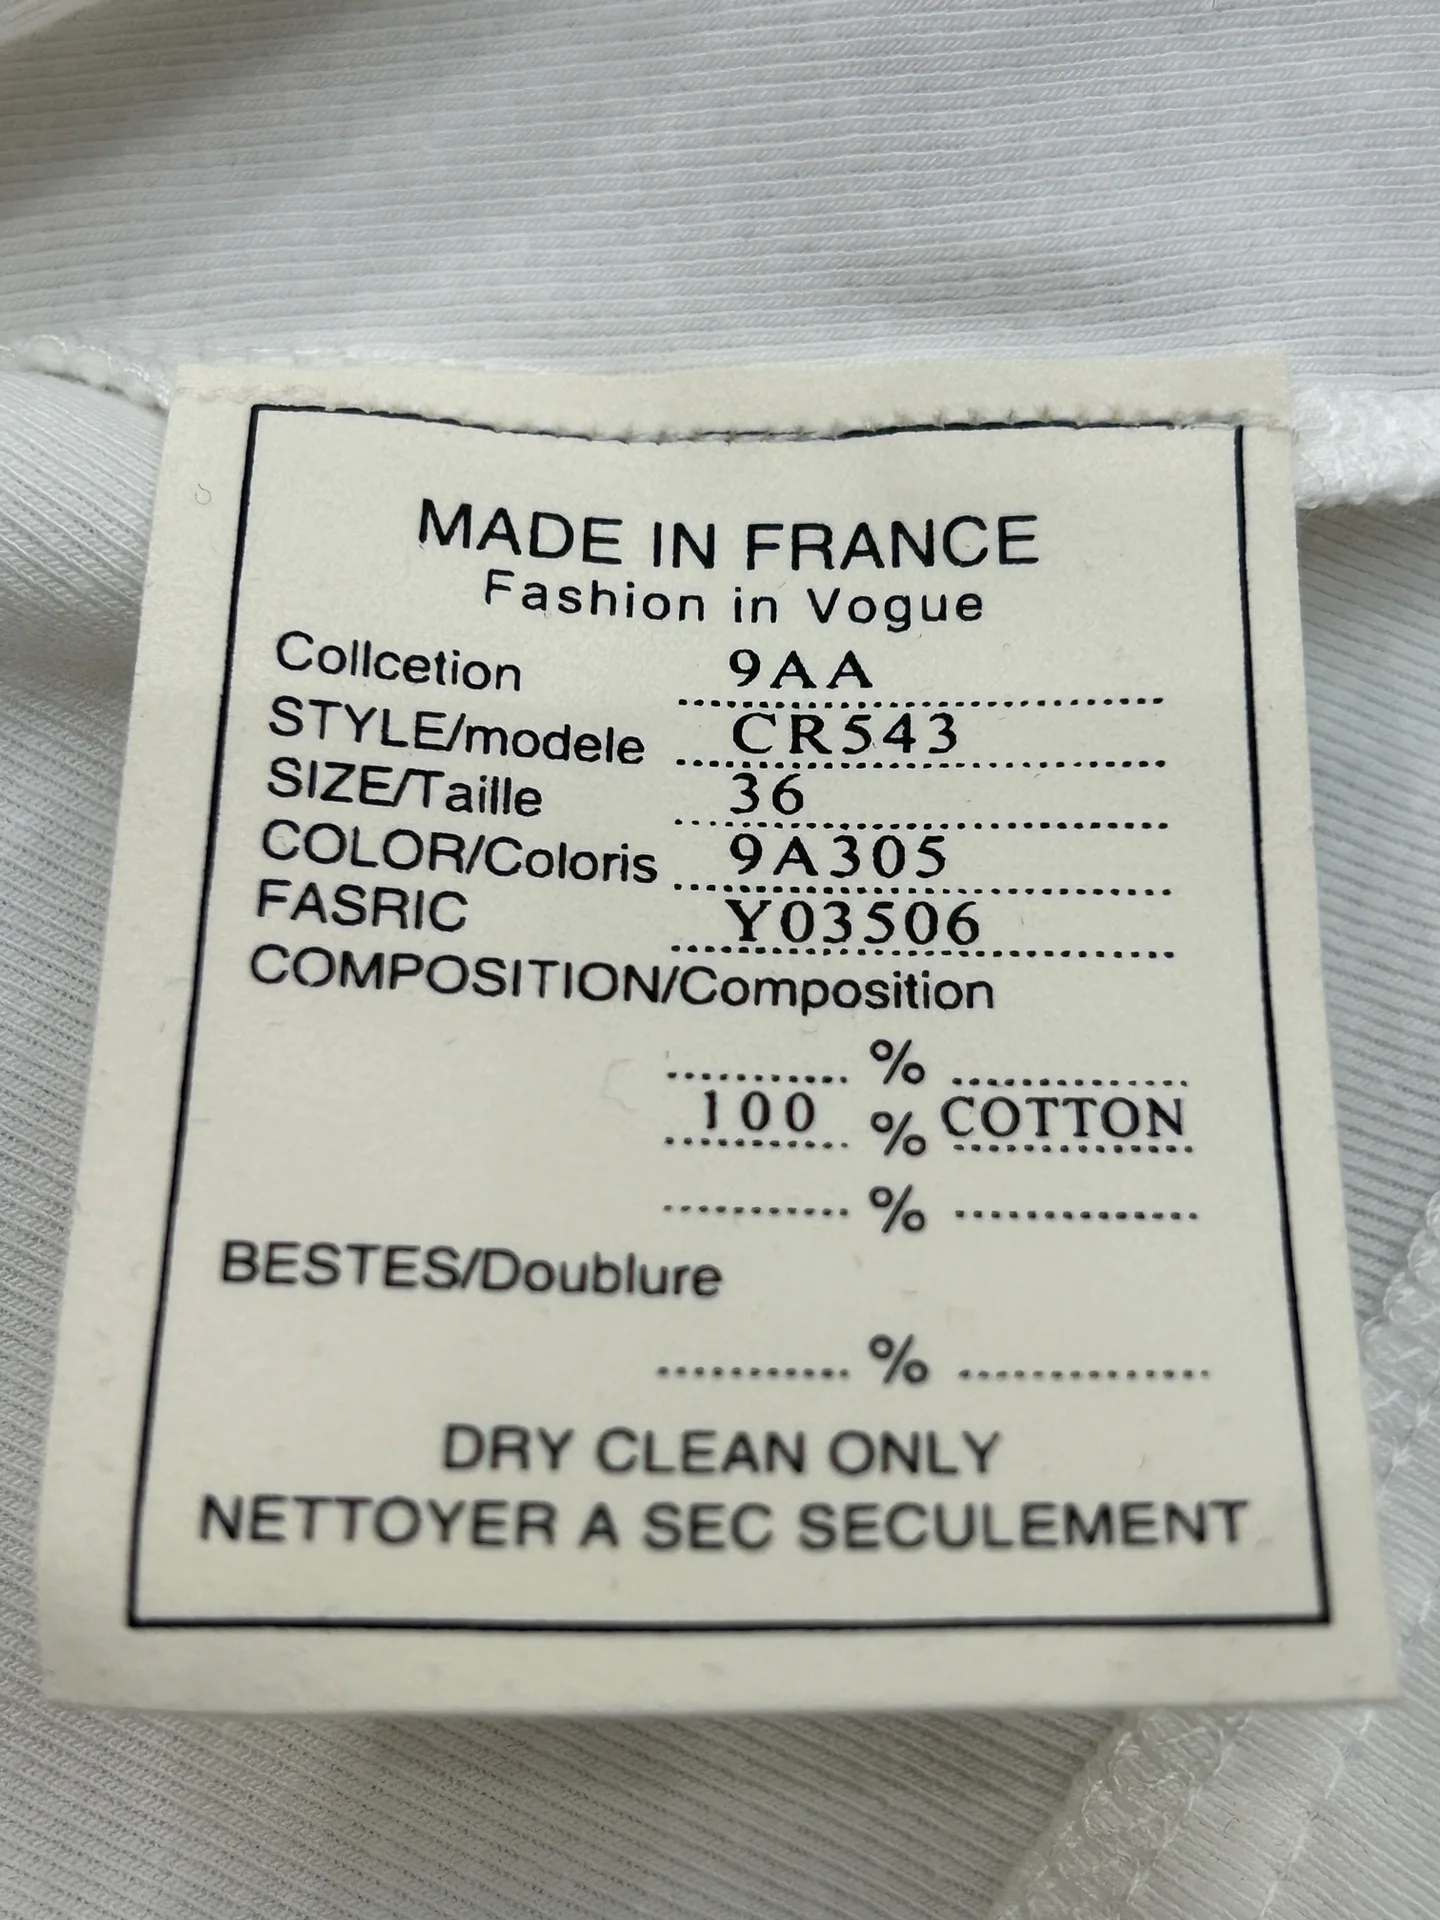 MADE IN FRANCE
Fashion in Vogue
Collcetion 9AA
STYLE/modele CR543
SIZE/Taille 36
COLOR/Coloris 9A305
FASRIC Y03506
COMPOSITION/Composition
.......... % ..............
100 % COTTON
........... % ..............
BESTES/Doublure
........... % ..............
DRY CLEAN ONLY
NETTOYER A SEC SECULEMENT